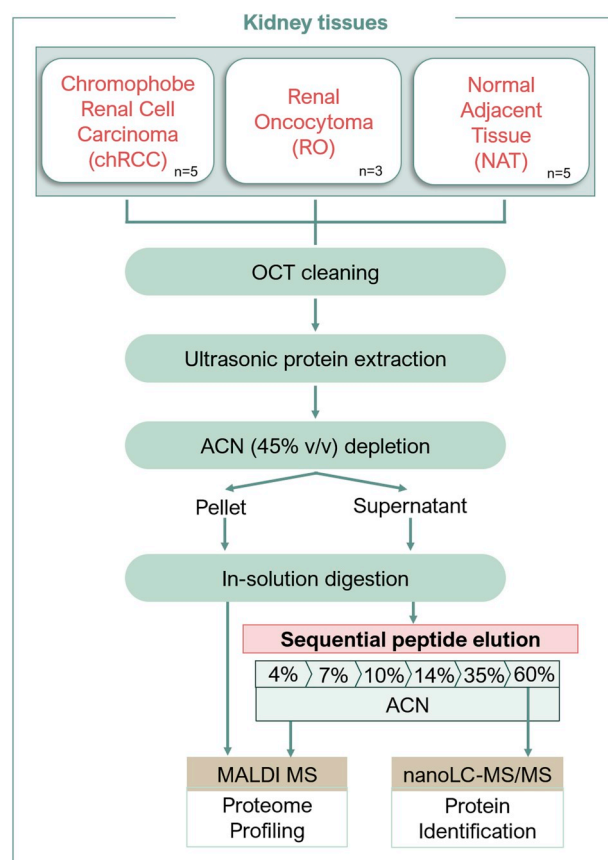 Kidney tissues
Chromophobe
Renal Cell
Carcinoma
(chRCC)
n=5
Renal
Oncocytoma
(RO)
n=3
Normal
Adjacent
Tissue
(NAT)
n=5
OCT cleaning
Ultrasonic protein extraction
ACN (45% v/v) depletion
Pellet
Supernatant
In-solution digestion
Sequential peptide elution
4% 7% 10% 14% 35% 60%
ACN
MALDI MS
Proteome
Profiling
nanoLC-MS/MS
Protein
Identification